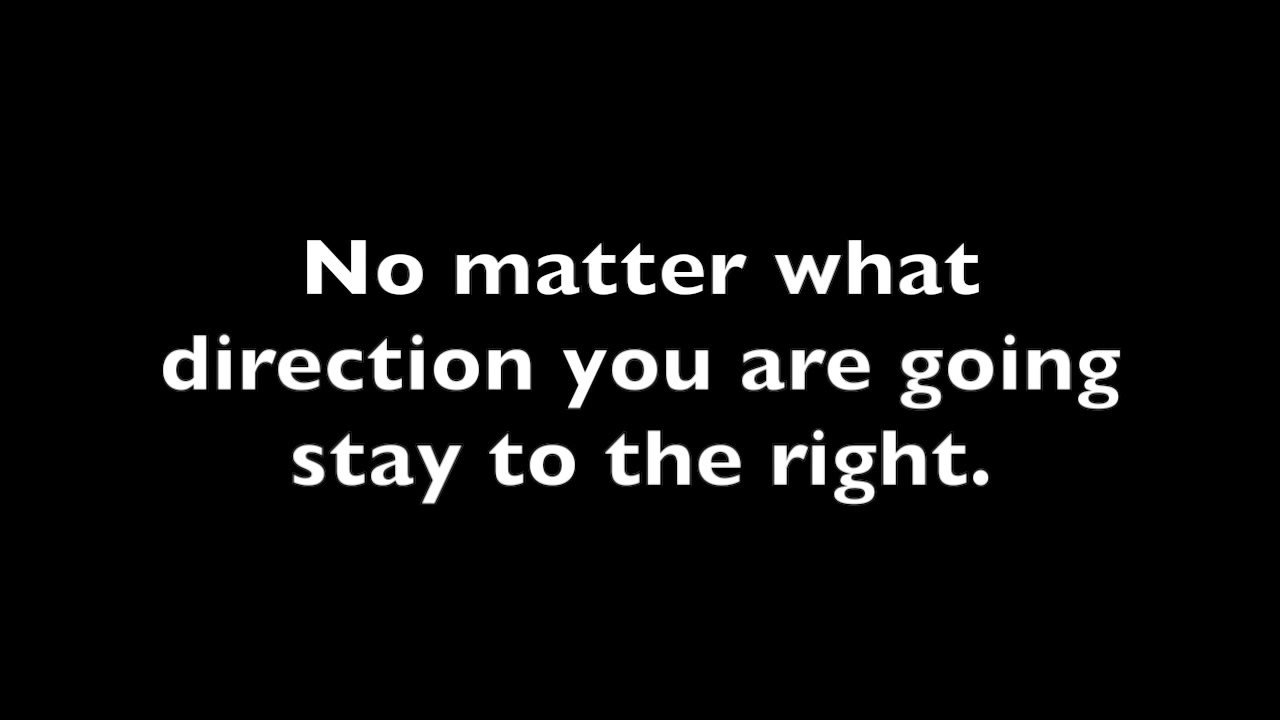 No matter what
direction you are going
stay to the right.